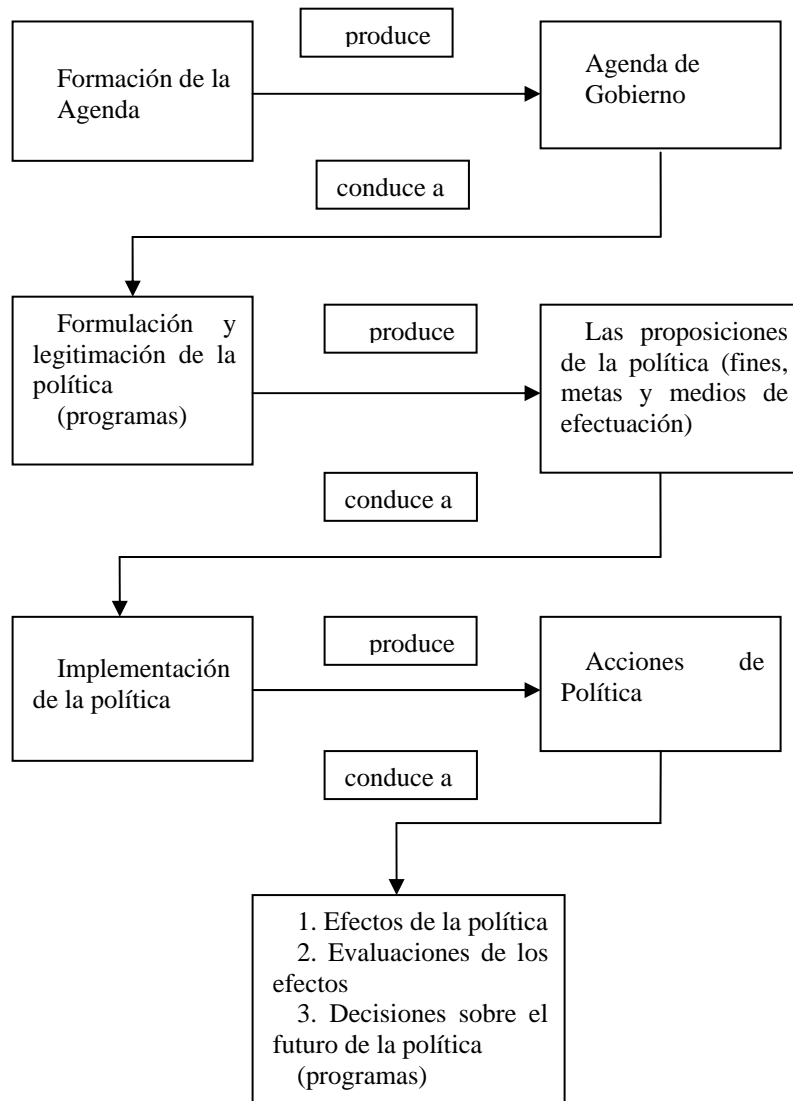 produce
Formación de la
Agenda
Agenda de
Gobierno
conduce a
Formulación y
legitimación de la
política
(programas)
produce
Las proposiciones
de la política (fines,
metas y medios de
efectuación)
conduce a
Implementación
de la política
produce
Acciones de
Política
conduce a
1. Efectos de la política
2. Evaluaciones de los
efectos
3. Decisiones sobre el
futuro de la política
(programas)